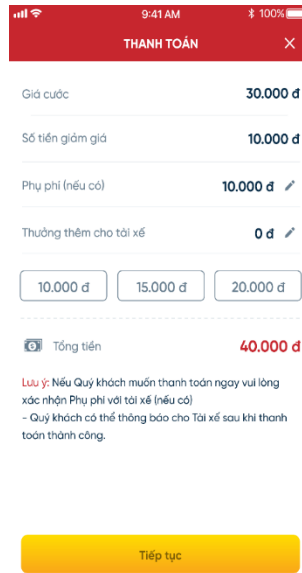 9:41 AM
100%
THANH TOÁN
Giá cước 30.000 đ
Số tiền giảm giá 10.000 đ
Phụ phí (nếu có) 10.000 đ
Thưởng thêm cho tài xế 0 đ
10.000 đ 15.000 đ 20.000 đ
Tổng tiền 40.000 đ
Lưu ý: Nếu Quý khách muốn thanh toán ngay vui lòng
xác nhận Phụ phí với tài xế (nếu có)
- Quý khách có thể thông báo cho Tài xế sau khi thanh
toán thành công.
Tiếp tục